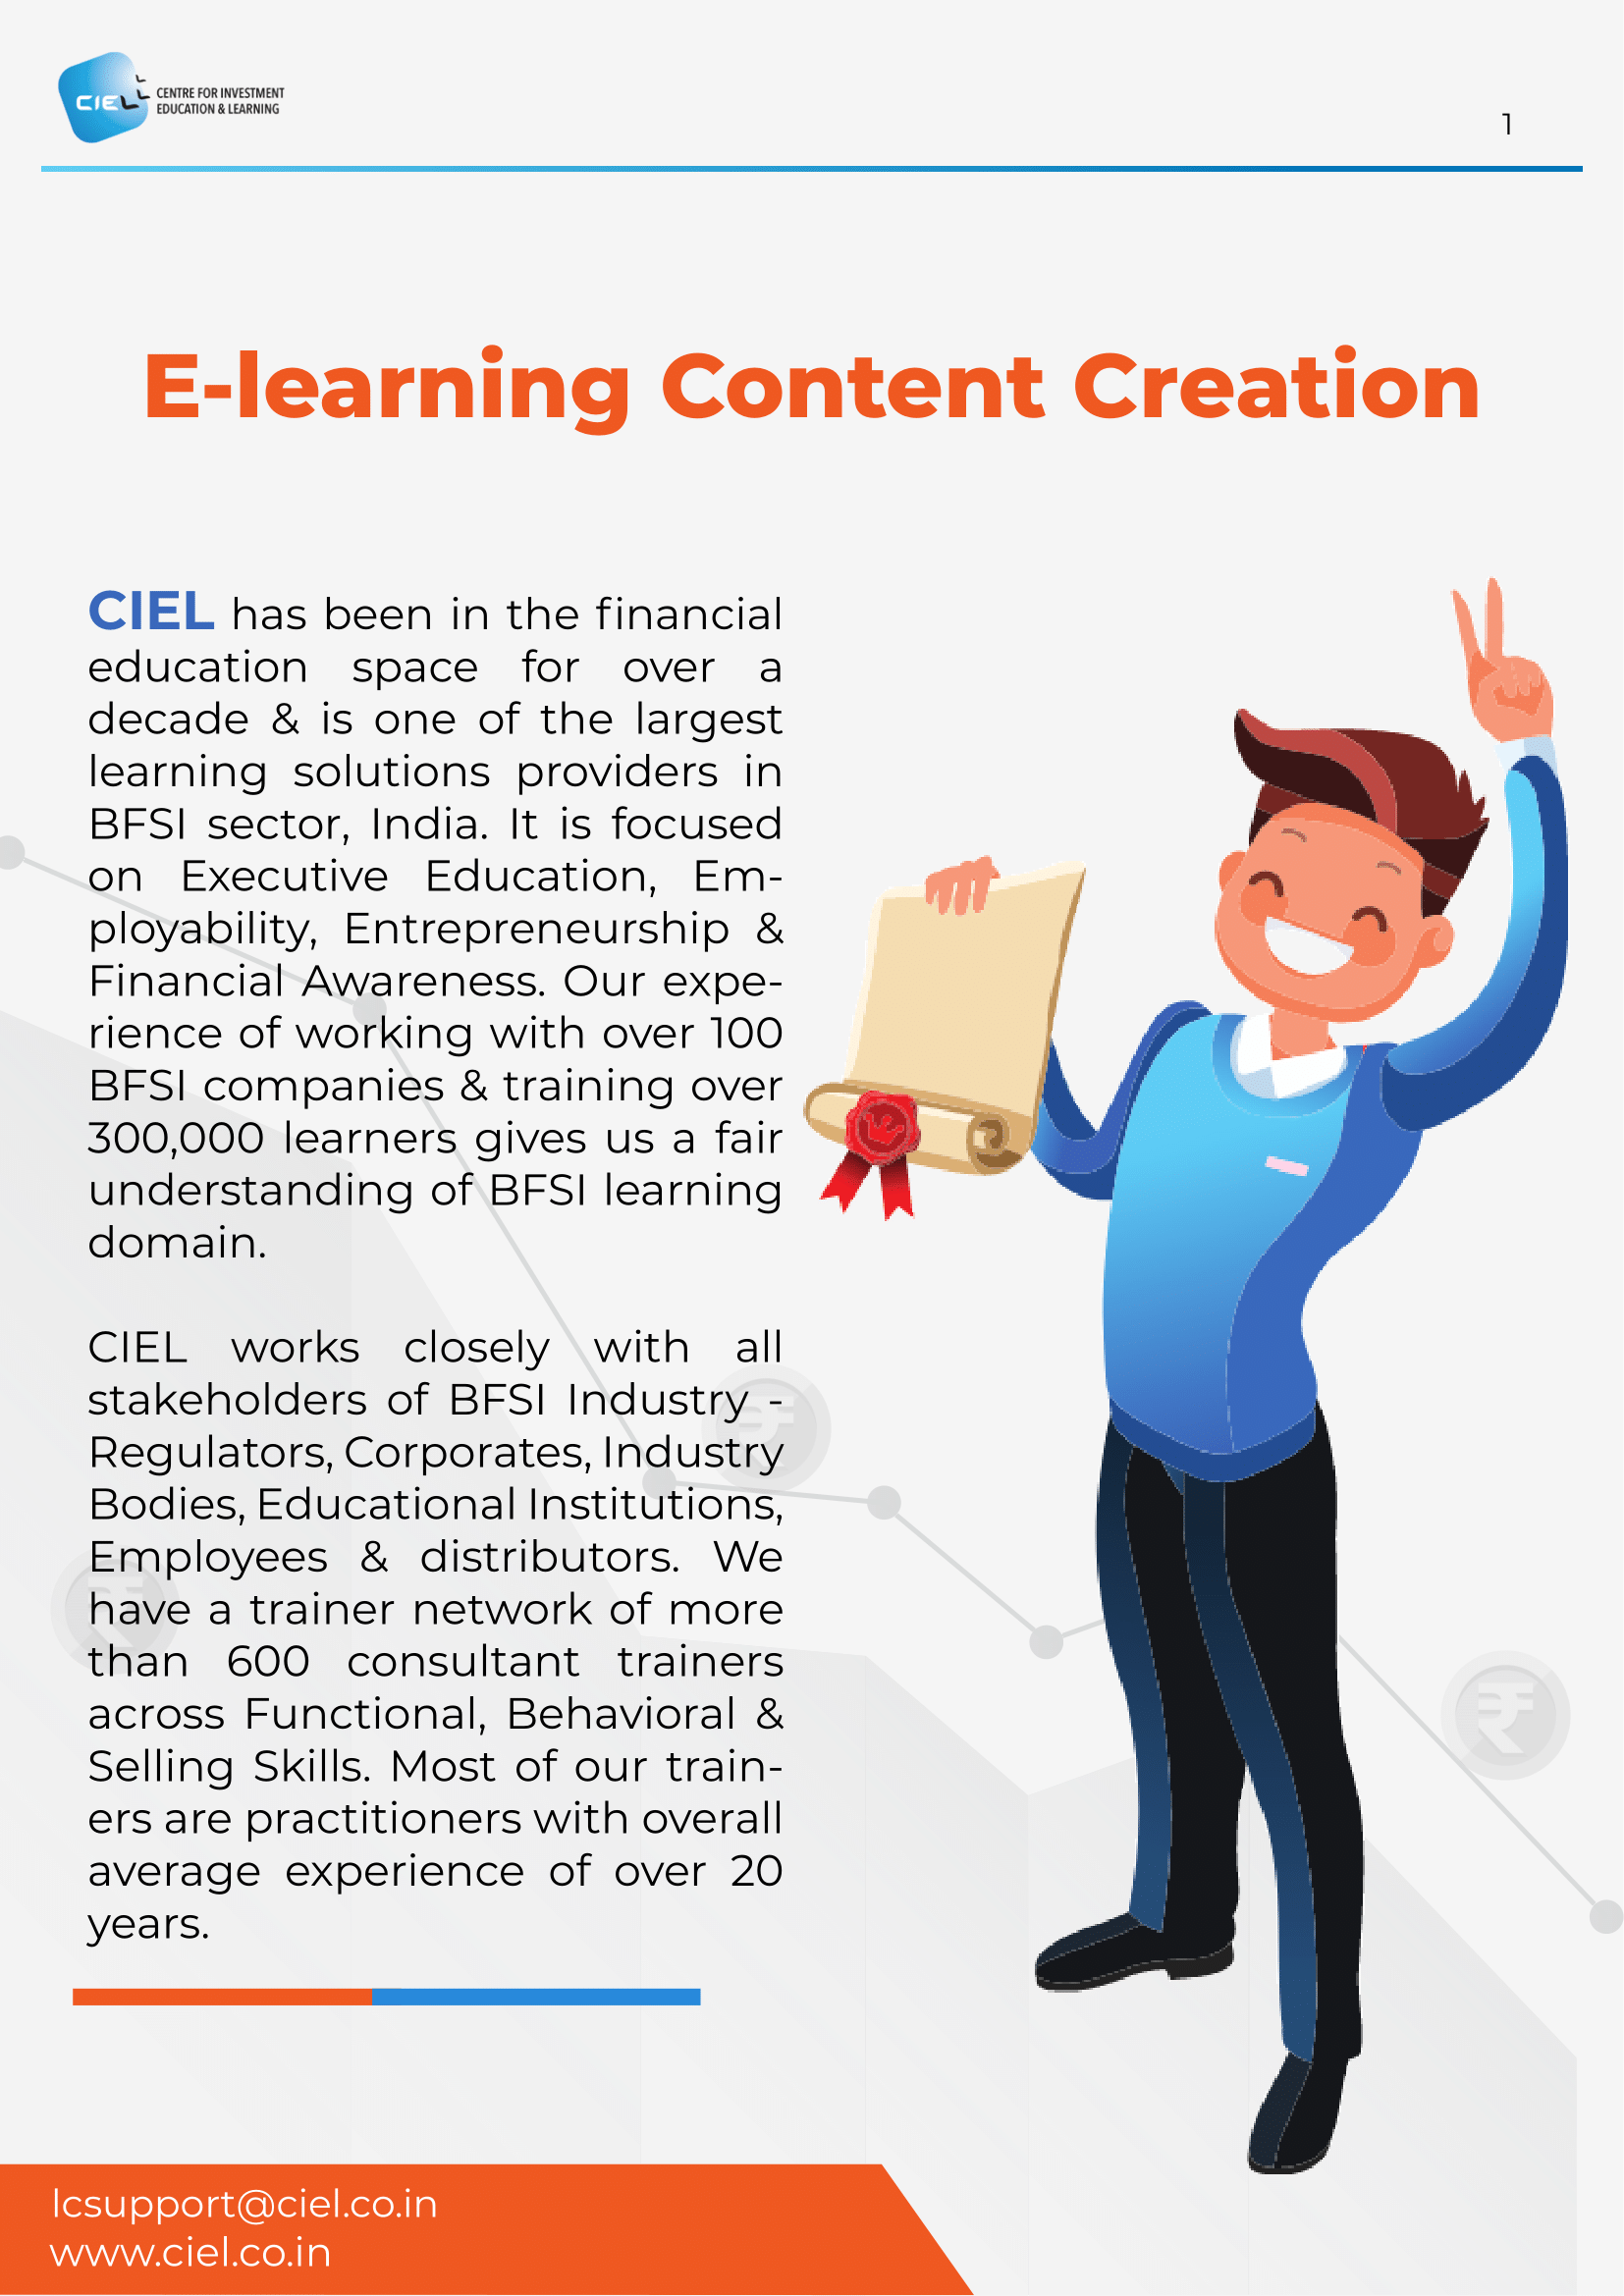 CIEL
CENTRE FOR INVESTMENT
EDUCATION & LEARNING
1
E-learning Content Creation
CIEL has been in the financial
education space for over a
decade & is one of the largest
learning solutions providers in
BFSI sector, India. It is focused
on Executive Education, Em-
ployability, Entrepreneurship &
Financial Awareness. Our expe-
rience of working with over 100
BFSI companies & training over
300,000 learners gives us a fair
understanding of BFSI learning
domain.
CIEL works closely with all
stakeholders of BFSI Industry -
Regulators, Corporates, Industry
Bodies, Educational Institutions,
Employees & distributors. We
have a trainer network of more
than 600 consultant trainers
across Functional, Behavioral &
Selling Skills. Most of our train-
ers are practitioners with overall
average experience of over 20
years.
lcsupport@ciel.co.in
www.ciel.co.in